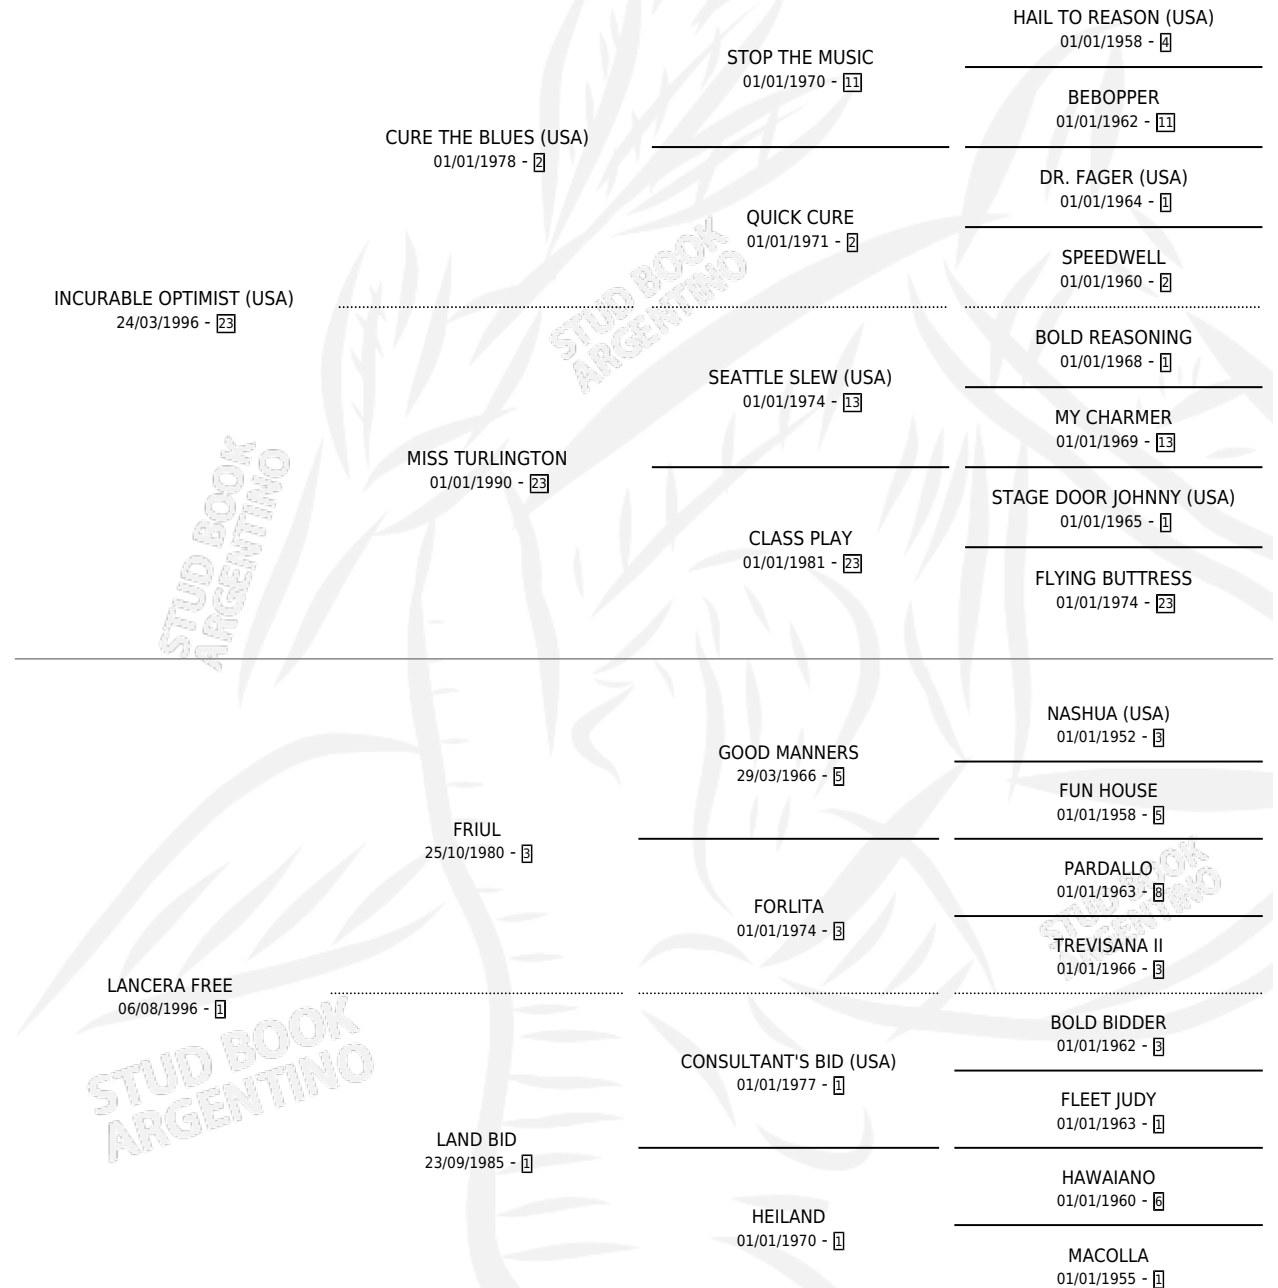 HAIL TO REASON (USA)
01/01/1958 - 4
STOP THE MUSIC
01/01/1970 - 11
BEBOPPER
01/01/1962 - 11
CURE THE BLUES (USA)
01/01/1978 - 2
DR. FAGER (USA)
01/01/1964 - 1
QUICK CURE
01/01/1971 - 2
SPEEDWELL
01/01/1960 - 2
INCURABLE OPTIMIST (USA)
24/03/1996 - 23
BOLD REASONING
01/01/1968 - 1
SEATTLE SLEW (USA)
01/01/1974 - 13
MY CHARMER
01/01/1969 - 13
MISS TURLINGTON
01/01/1990 - 23
STAGE DOOR JOHNNY (USA)
01/01/1965 - 1
CLASS PLAY
01/01/1981 - 23
FLYING BUTTRESS
01/01/1974 - 23
NASHUA (USA)
01/01/1952 - 3
GOOD MANNERS
29/03/1966 - 5
FUN HOUSE
01/01/1958 - 5
FRIUL
25/10/1980 - 3
PARDALLO
01/01/1963 - 8
FORLITA
01/01/1974 - 3
TREVISANA II
01/01/1966 - 3
LANCERA FREE
06/08/1996 - 1
BOLD BIDDER
01/01/1962 - 3
CONSULTANT'S BID (USA)
01/01/1977 - 1
FLEET JUDY
01/01/1963 - 1
LAND BID
23/09/1985 - 1
HAWAIANO
01/01/1960 - 6
HEILAND
01/01/1970 - 1
MACOLLA
01/01/1955 - 1
STUD BOOK
ARGENTINO
STUD BOOK
ARGENTINO
STUD BOOK
ARGENTINO
STUD BOOK
ARGENTINO